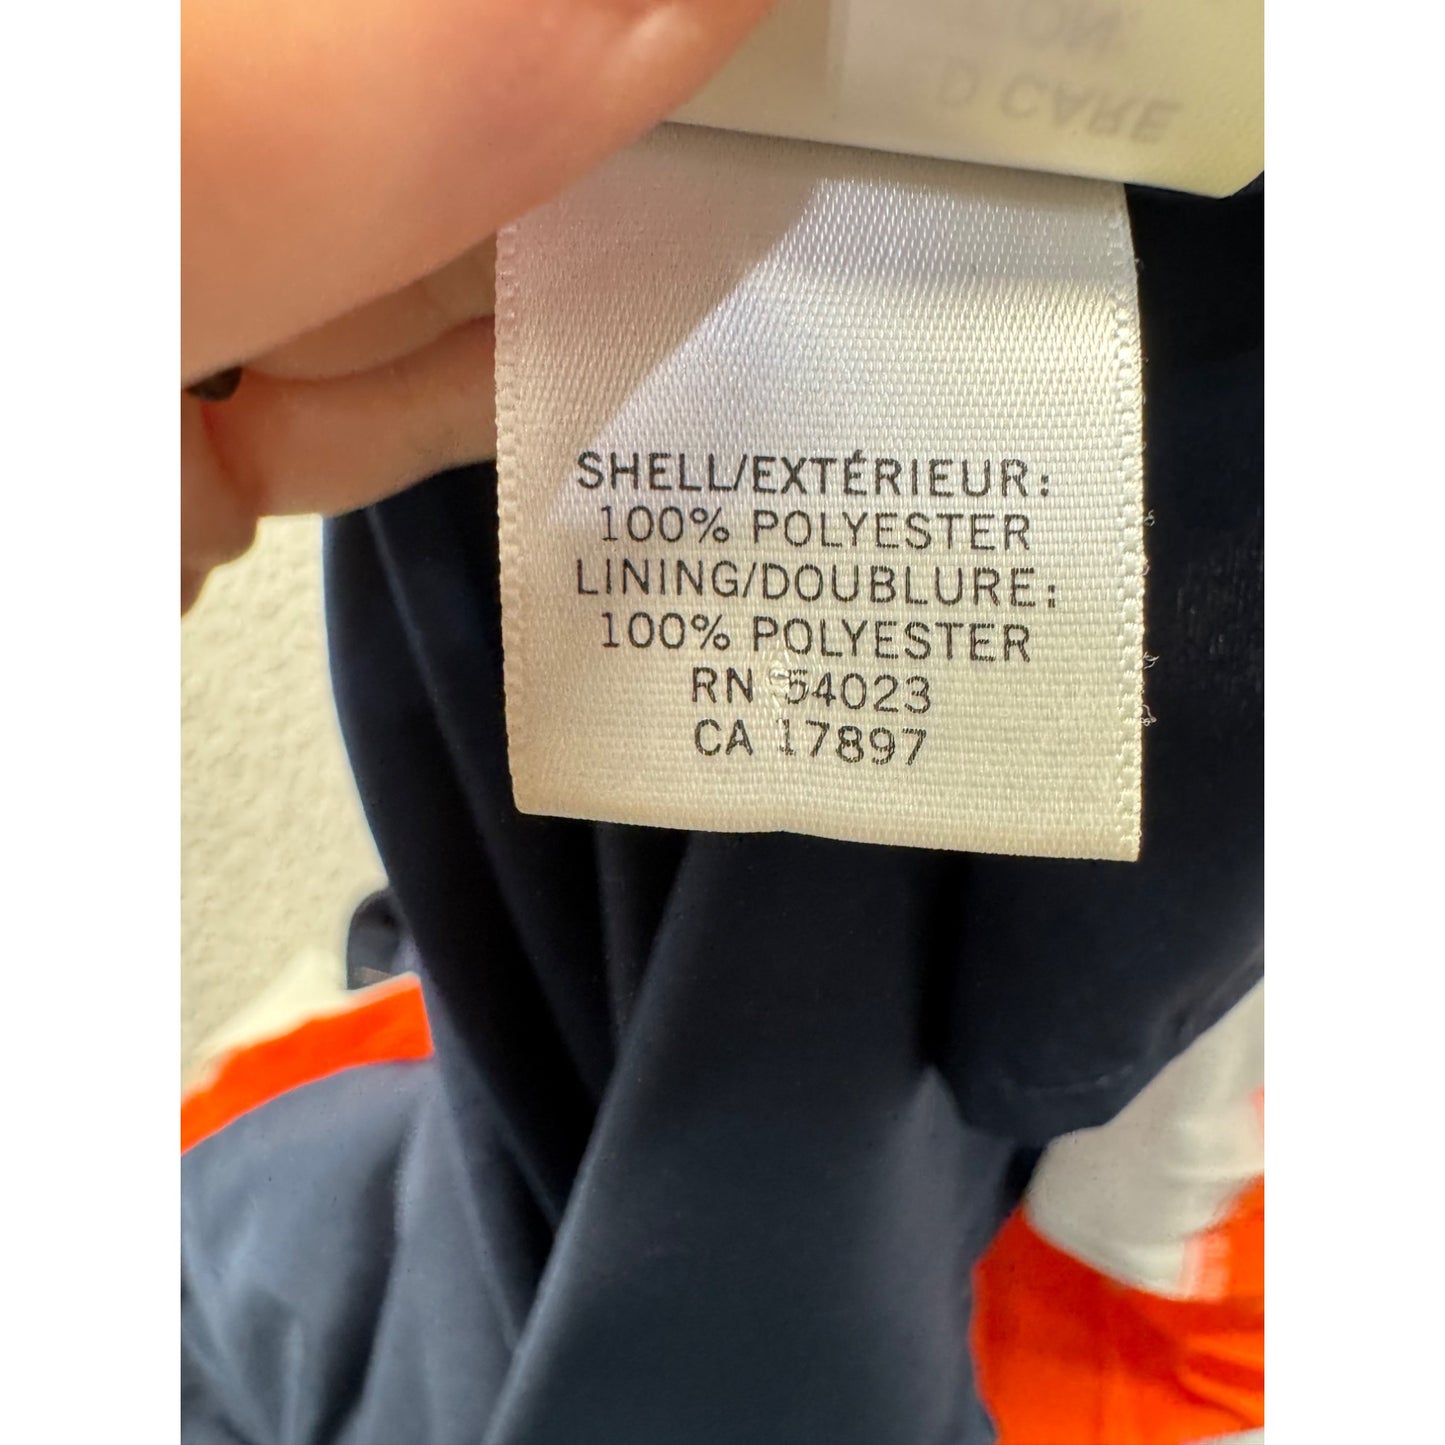 SHELL/EXTÉRIEUR:
100% POLYESTER
LINING/DOUBLURE:
100% POLYESTER
RN 54023
CA 17897